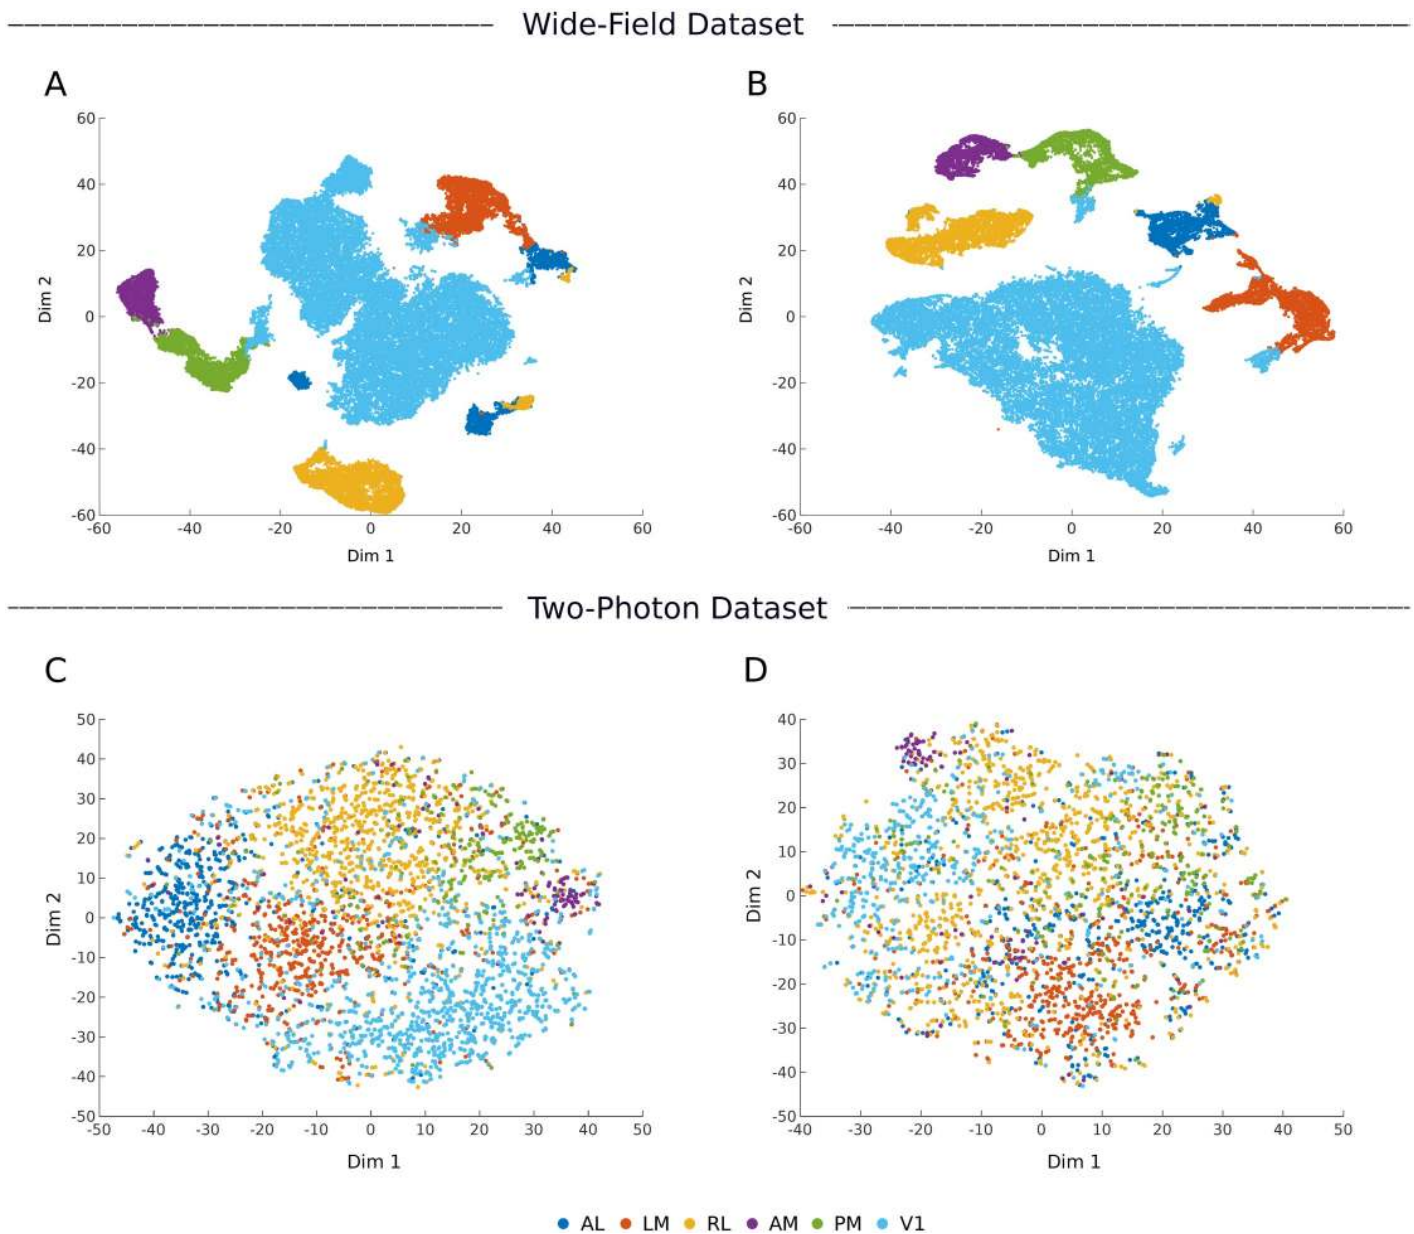 Wide-Field Dataset
A
B
60
40
20
0
-20
-40
-60
Dim 2
-60 -40 -20 0 20 40 60
Dim 1
60
40
20
0
-20
-40
-60
Dim 2
-60 -40 -20 0 20 40 60
Dim 1
Two-Photon Dataset
C
D
50
40
30
20
10
0
-10
-20
-30
-40
-50
Dim 2
-50 -40 -30 -20 -10 0 10 20 30 40 50
Dim 1
40
30
20
10
0
-10
-20
-30
-40
-50
Dim 2
-40 -30 -20 -10 0 10 20 30 40 50
Dim 1
AL LM RL AM PM V1